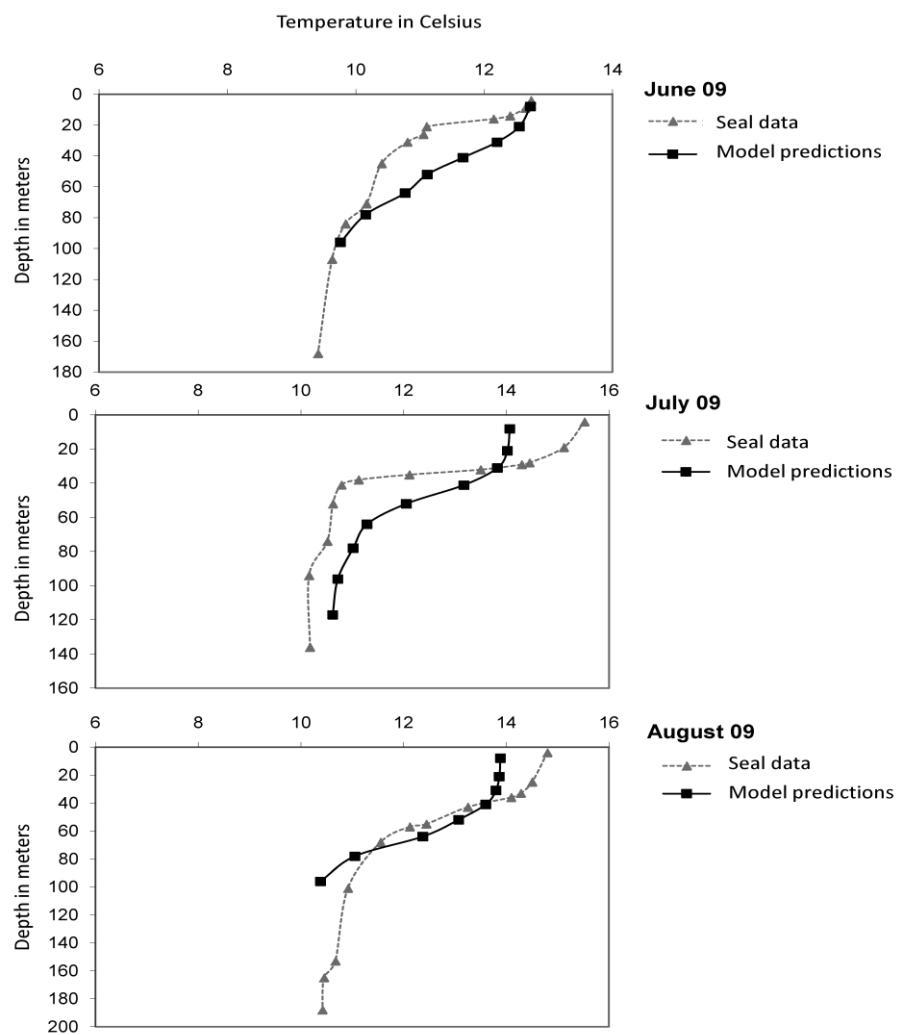 Temperature in Celsius
6 8 10 12 14
June 09
Seal data
Model predictions
Depth in meters
0
20
40
60
80
100
120
140
160
180
6 8 10 12 14 16
July 09
Seal data
Model predictions
Depth in meters
0
20
40
60
80
100
120
140
160
6 8 10 12 14 16
August 09
Seal data
Model predictions
Depth in meters
0
20
40
60
80
100
120
140
160
180
200